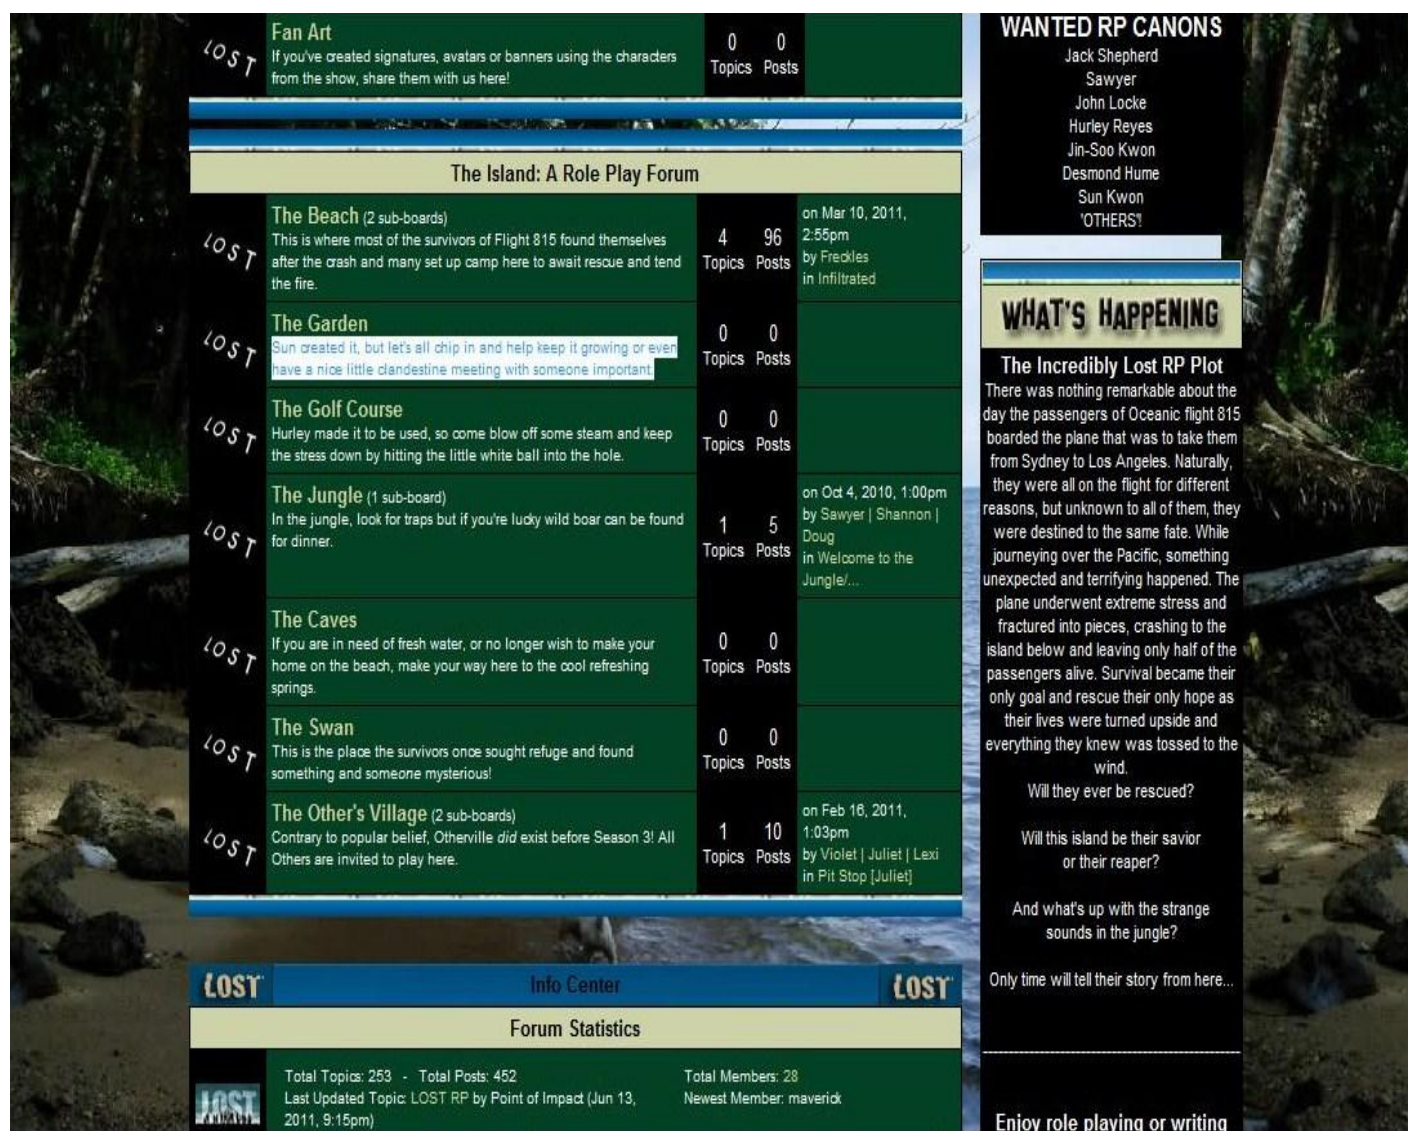 LOST
Fan Art
If you've created signatures, avatars or banners using the characters
from the show, share them with us here!
0 0
Topics Posts
The Island: A Role Play Forum
LOST
The Beach (2 sub-boards)
This is where most of the survivors of Flight 815 found themselves
after the crash and many set up camp here to await rescue and tend
the fire.
4 96
Topics Posts
on Mar 10, 2011,
2:55pm
by Freckles
in Infiltrated
LOST
The Garden
Sun created it, but let's all chip in and help keep it growing or even
have a nice little clandestine meeting with someone important.
0 0
Topics Posts
LOST
The Golf Course
Hurley made it to be used, so come blow off some steam and keep
the stress down by hitting the little white ball into the hole.
0 0
Topics Posts
LOST
The Jungle (1 sub-board)
In the jungle, look for traps but if you're lucky wild boar can be found
for dinner.
1 5
Topics Posts
on Oct 4, 2010, 1:00pm
by Sawyer | Shannon |
Doug
in Welcome to the
Jungle/...
LOST
The Caves
If you are in need of fresh water, or no longer wish to make your
home on the beach, make your way here to the cool refreshing
springs.
0 0
Topics Posts
LOST
The Swan
This is the place the survivors once sought refuge and found
something and someone mysterious!
0 0
Topics Posts
LOST
The Other's Village (2 sub-boards)
Contrary to popular belief, Otherville did exist before Season 3! All
Others are invited to play here.
1 10
Topics Posts
on Feb 16, 2011,
1:03pm
by Violet | Juliet | Lexi
in Pit Stop [Juliet]
LOST Info Center LOST
Forum Statistics
LOST
Total Topics: 253 - Total Posts: 452
Last Updated Topic: LOST RP by Point of Impact (Jun 13,
2011, 9:15pm)
Total Members: 28
Newest Member: maverick
WANTED RP CANONS
Jack Shepherd
Sawyer
John Locke
Hurley Reyes
Jin-Soo Kwon
Desmond Hume
Sun Kwon
'OTHERS'!
WHAT'S HAPPENING
The Incredibly Lost RP Plot
There was nothing remarkable about the
day the passengers of Oceanic flight 815
boarded the plane that was to take them
from Sydney to Los Angeles. Naturally,
they were all on the flight for different
reasons, but unknown to all of them, they
were destined to the same fate. While
journeying over the Pacific, something
unexpected and terrifying happened. The
plane underwent extreme stress and
fractured into pieces, crashing to the
island below and leaving only half of the
passengers alive. Survival became their
only goal and rescue their only hope as
their lives were turned upside and
everything they knew was tossed to the
wind.
Will they ever be rescued?
Will this island be their savior
or their reaper?
And what's up with the strange
sounds in the jungle?
Only time will tell their story from here...
Enjoy role playing or writing